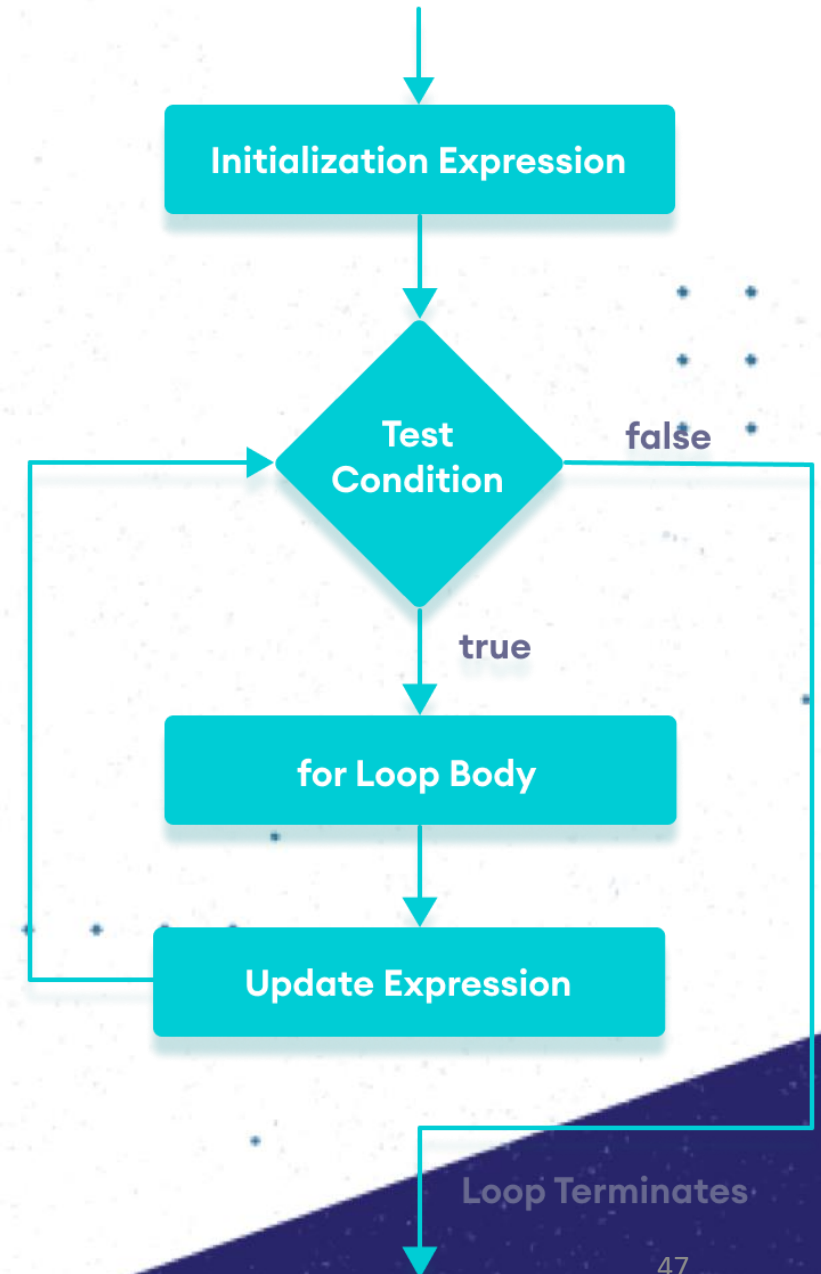 Initialization Expression
Test
Condition
false
true
for Loop Body
Update Expression
Loop Terminates
47